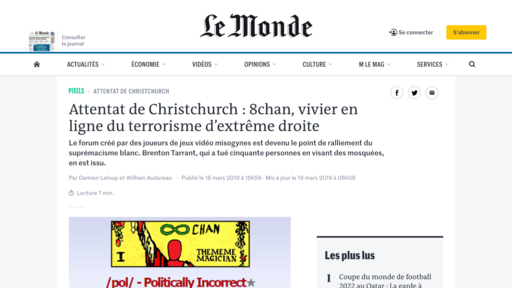 Le Monde
Consulter
le journal
Se connecter
S'abonner
ACTUALITÉS
ÉCONOMIE
VIDÉOS
OPINIONS
CULTURE
M LE MAG
SERVICES
PIXELS · ATTENTAT DE CHRISTCHURCH
Attentat de Christchurch : 8chan, vivier en
ligne du terrorisme d'extrême droite
Le forum créé par des joueurs de jeux vidéo misogynes est devenu le point de ralliement du
suprémacisme blanc. Brenton Tarrant, qui a tué cinquante personnes en visant des mosquées,
en est issu.
Par Damien Leloup et William Audureau
Publié le 18 mars 2019 à 15h59 - Mis à jour le 19 mars 2019 à 06h06
Lecture 7 min.
CHAN
I
THEMEME
MAGICIAN
/pol/ - Politically Incorrect
Les plus lus
1 Coupe du monde de football
2022 au Qatar : La garde à